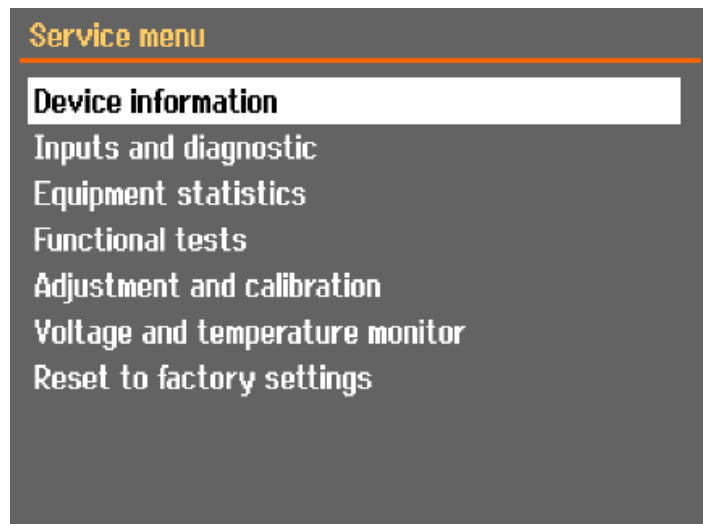 Service menu
Device information
Inputs and diagnostic
Equipment statistics
Functional tests
Adjustment and calibration
Voltage and temperature monitor
Reset to factory settings